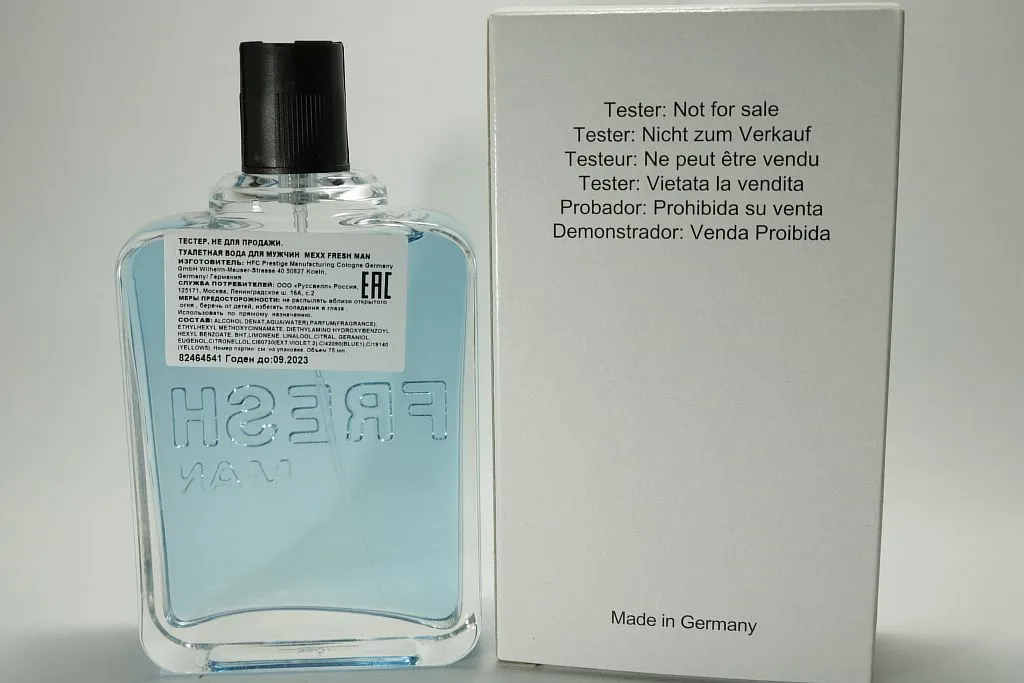 ТЕСТЕР. НЕ ДЛЯ ПРОДАЖИ.
ТУАЛЕТНАЯ ВОДА ДЛЯ МУЖЧИН MEXX FRESH MAN
ИЗГОТОВИТЕЛЬ: HFC Prestige Manufacturing Cologne Germany
GmbH Wilhelm-Mauser-Strasse 40 50827 Koeln,
Germany/ Германия
СЛУЖБА ПОТРЕБИТЕЛЕЙ: ООО «Руссвелл» Россия,
125171, Москва, Ленинградское ш. 16А, с.2
EAC
МЕРЫ ПРЕДОСТОРОЖНОСТИ: не распылять вблизи открытого
огня , беречь от детей, избегать попадания в глаза .
Использовать по прямому назначению.
СОСТАВ: ALCOHOL DENAT,AQUA(WATER),PARFUM(FRAGRANCE),
ETHYLHEXYL METHOXYCINNAMATE, DIETHYLAMINO HYDROXYBENZOYL
HEXYL BENZOATE, BHT,LIMONENE, LINALOOL,CITRAL, GERANIOL,
EUGENOL,CITRONELLOL,CI60730(EXT.VIOLET 2),CI42090(BLUE1),CI19140
(YELLOW5). Номер партии: см. на упаковке. Объем 75 мл
82464541 Годен до:09.2023
FRESH
MAN
Tester: Not for sale
Tester: Nicht zum Verkauf
Testeur: Ne peut être vendu
Tester: Vietata la vendita
Probador: Prohibida su venta
Demonstrador: Venda Proibida
Made in Germany